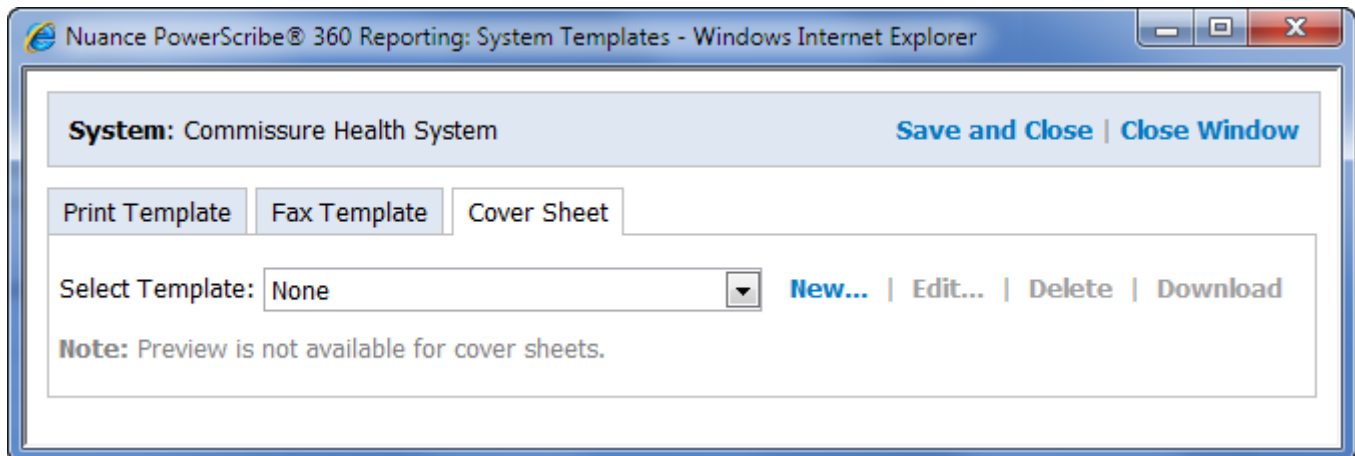 Nuance PowerScribe® 360 Reporting: System Templates - Windows Internet Explorer
System: Commissure Health System Save and Close | Close Window
Print Template Fax Template Cover Sheet
Select Template: None New... | Edit... | Delete | Download
Note: Preview is not available for cover sheets.